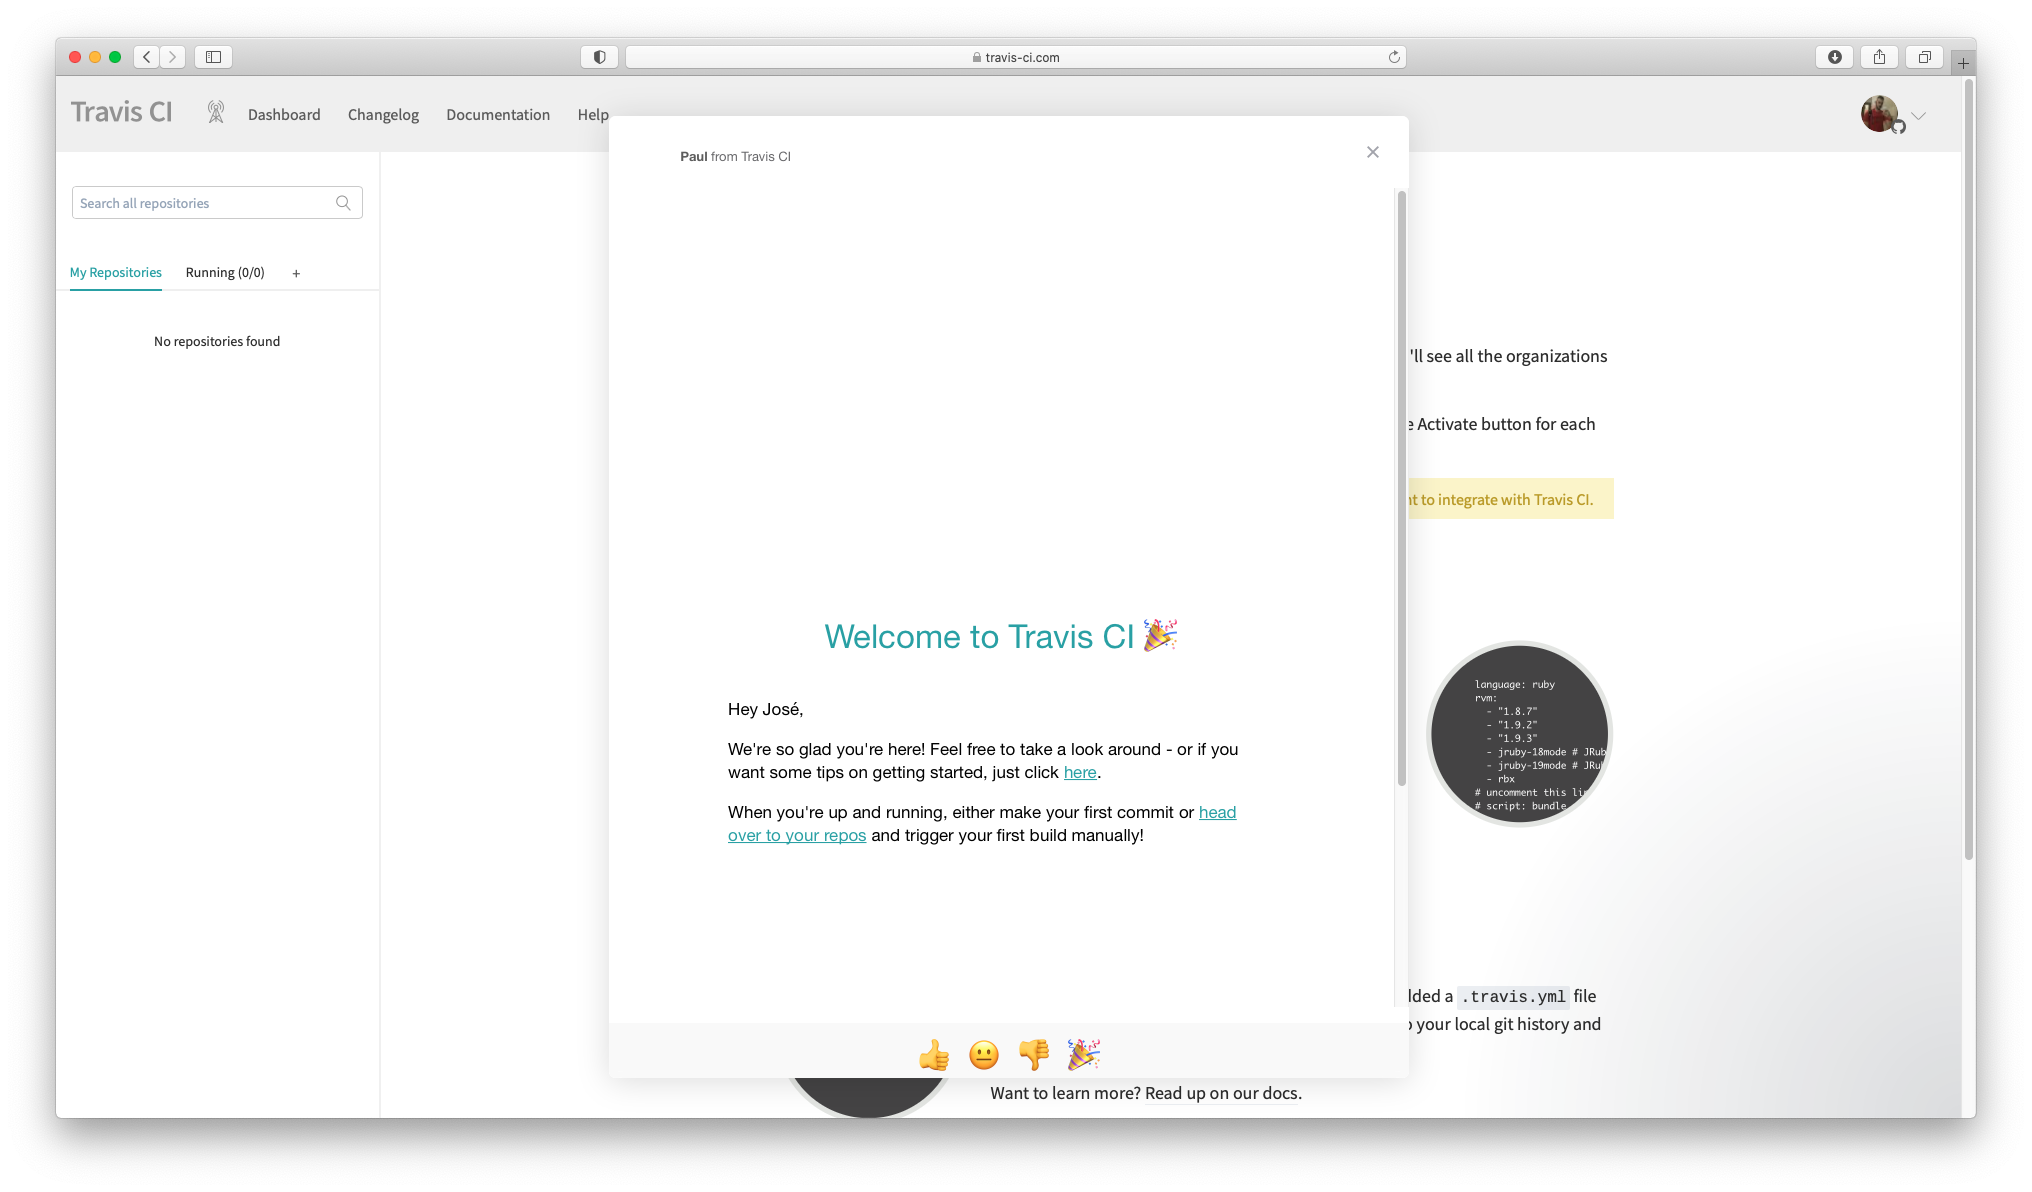 travis-ci.com
Travis CI
Dashboard Changelog Documentation Help
Paul from Travis CI
Search all repositories
My Repositories Running (0/0) +
No repositories found
'll see all the organizations
Activate button for each
to integrate with Travis CI.
Welcome to Travis CI 🎉
Hey José,
We're so glad you're here! Feel free to take a look around - or if you
want some tips on getting started, just click here.
When you're up and running, either make your first commit or head
over to your repos and trigger your first build manually!
language: ruby
rvm:
- "1.8.7"
- "1.9.2"
- "1.9.3"
- jruby-18mode # JRub
- jruby-19mode # JRu
- rbx
# uncomment this li
# script: bundle
a .travis.yml file
your local git history and
Want to learn more? Read up on our docs.